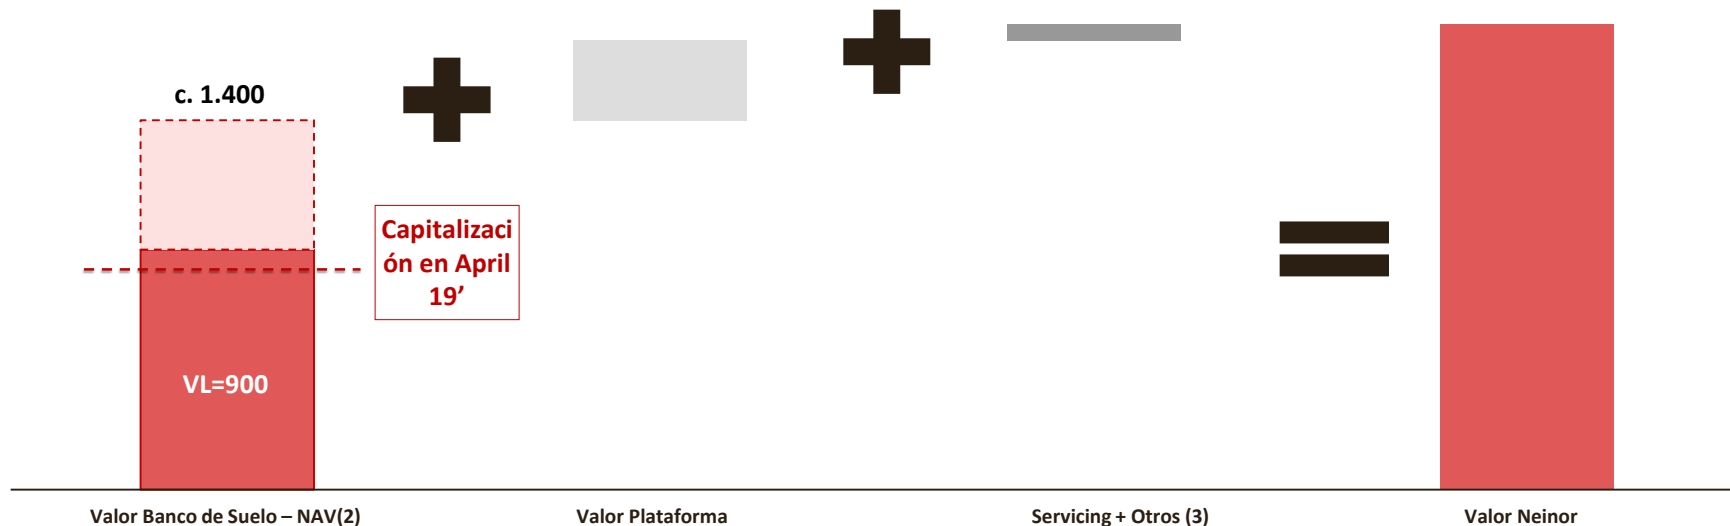 c. 1.400
Capitalizaci
ón en April
19’
VL=900
Valor Banco de Suelo – NAV(2)
Valor Plataforma
Servicing + Otros (3)
Valor Neinor